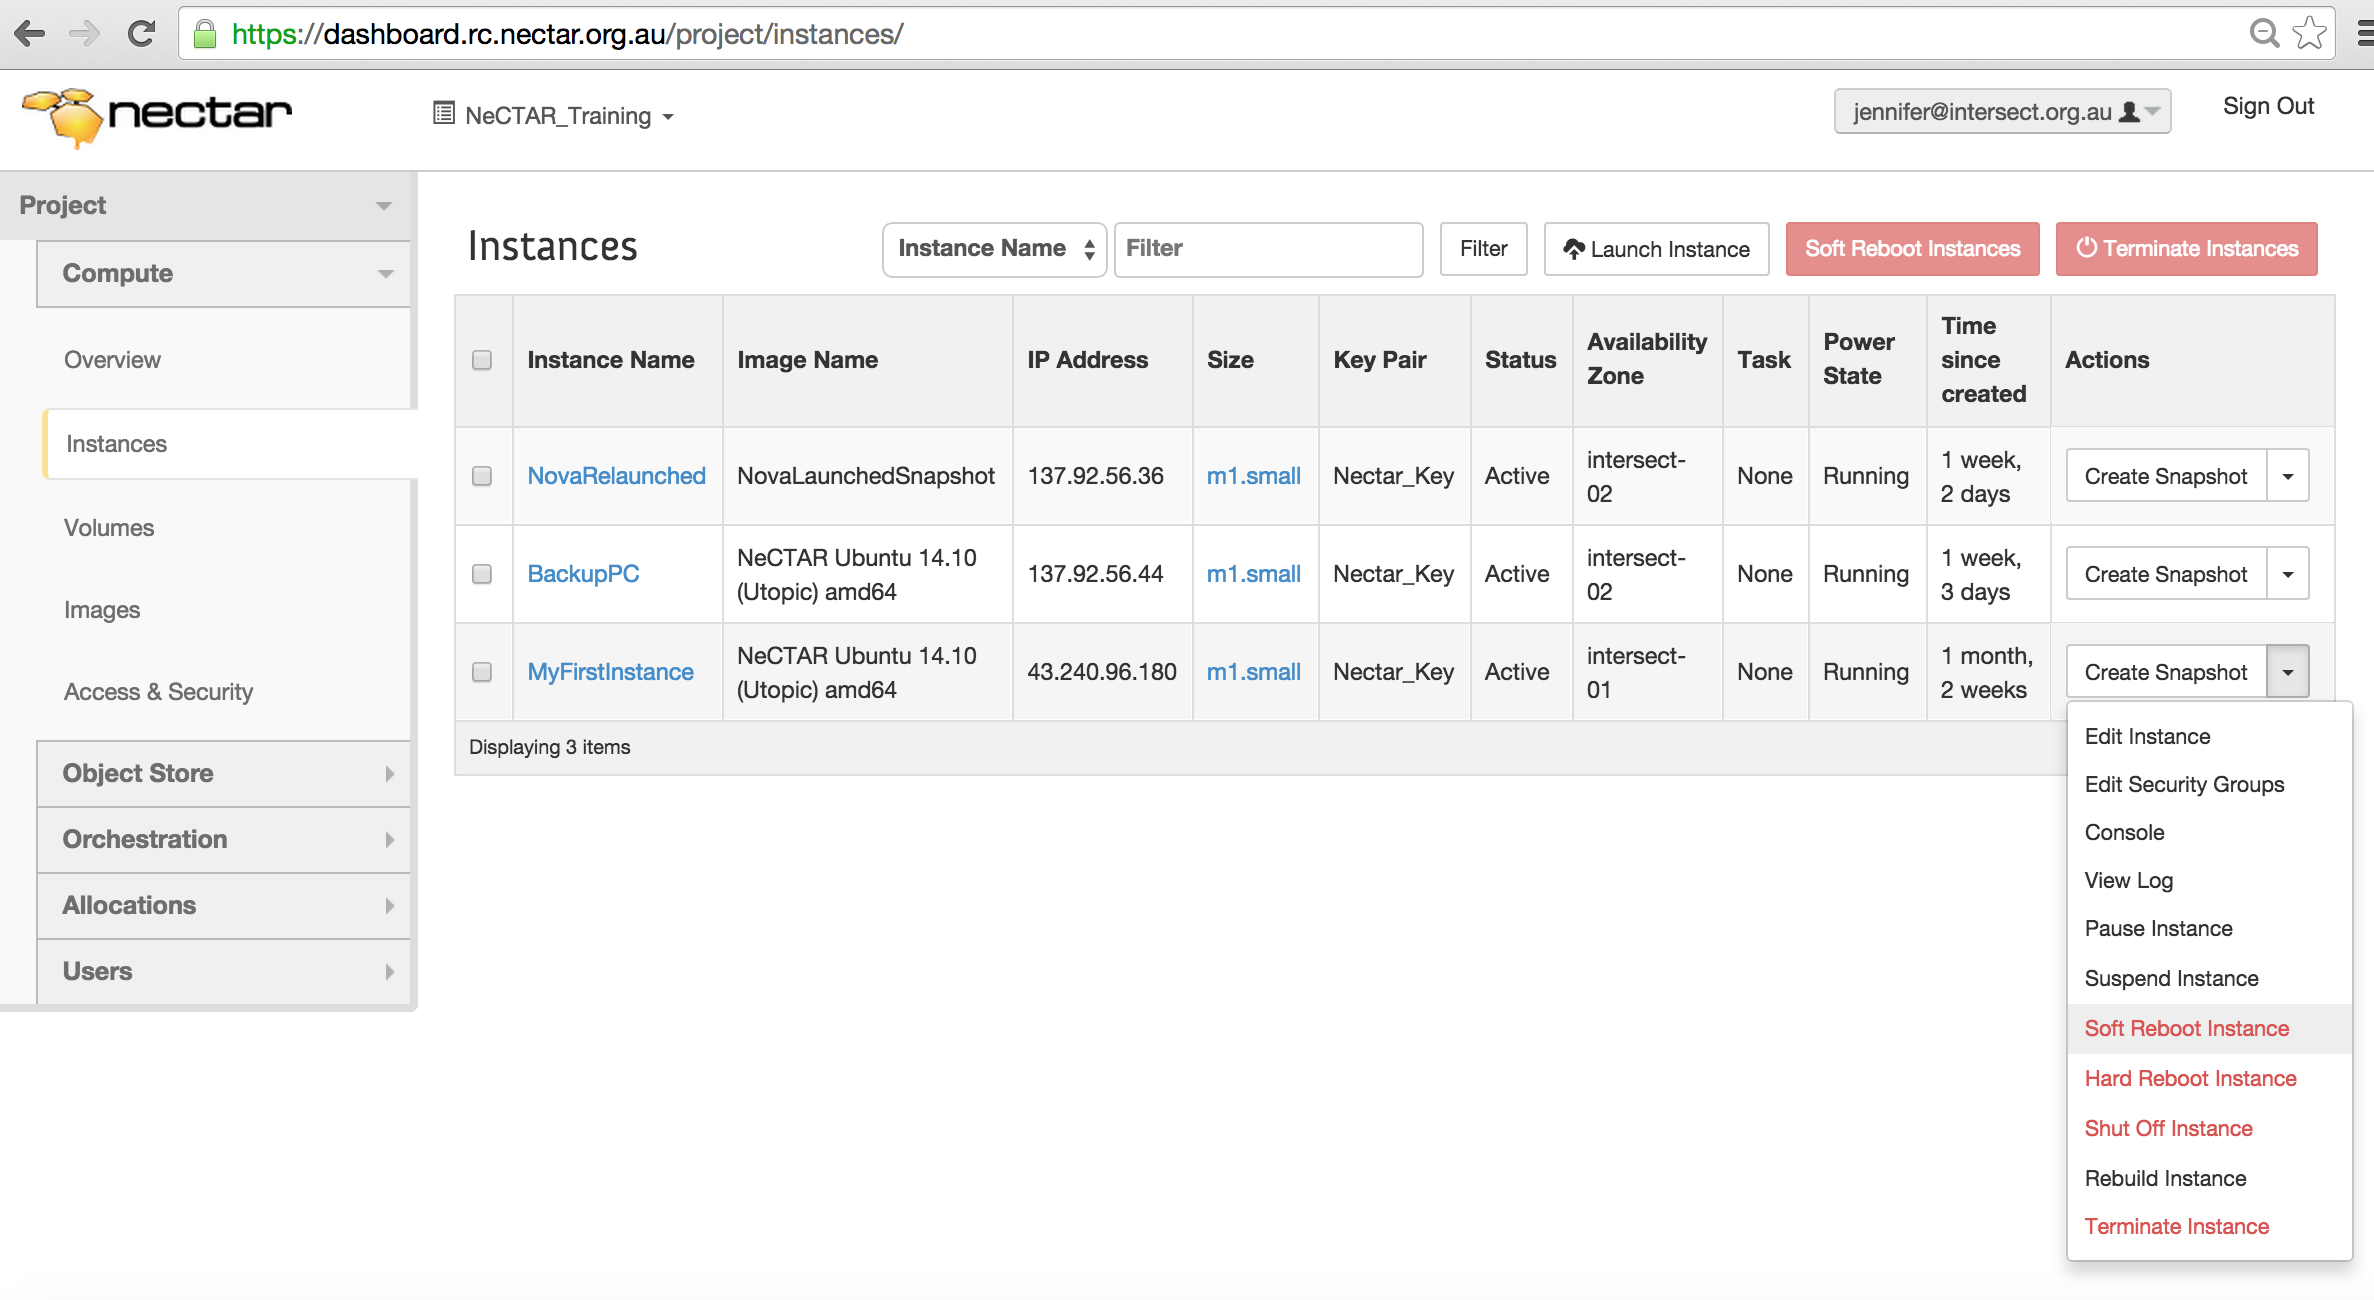 https://dashboard.rc.nectar.org.au/project/instances/
nectar
NeCTAR_Training
jennifer@intersect.org.au
Sign Out
Project
Compute
Overview
Instances
Volumes
Images
Access & Security
Object Store
Orchestration
Allocations
Users
Instances
Instance Name
Filter
Filter
Launch Instance
Soft Reboot Instances
Terminate Instances
Instance Name
Image Name
IP Address
Size
Key Pair
Status
Availability
Zone
Task
Power
State
Time
since
created
Actions
NovaRelaunched
NovaLaunchedSnapshot
137.92.56.36
m1.small
Nectar_Key
Active
intersect-
02
None
Running
1 week,
2 days
Create Snapshot
BackupPC
NeCTAR Ubuntu 14.10
(Utopic) amd64
137.92.56.44
m1.small
Nectar_Key
Active
intersect-
02
None
Running
1 week,
3 days
Create Snapshot
MyFirstInstance
NeCTAR Ubuntu 14.10
(Utopic) amd64
43.240.96.180
m1.small
Nectar_Key
Active
intersect-
01
None
Running
1 month,
2 weeks
Create Snapshot
Displaying 3 items
Edit Instance
Edit Security Groups
Console
View Log
Pause Instance
Suspend Instance
Soft Reboot Instance
Hard Reboot Instance
Shut Off Instance
Rebuild Instance
Terminate Instance